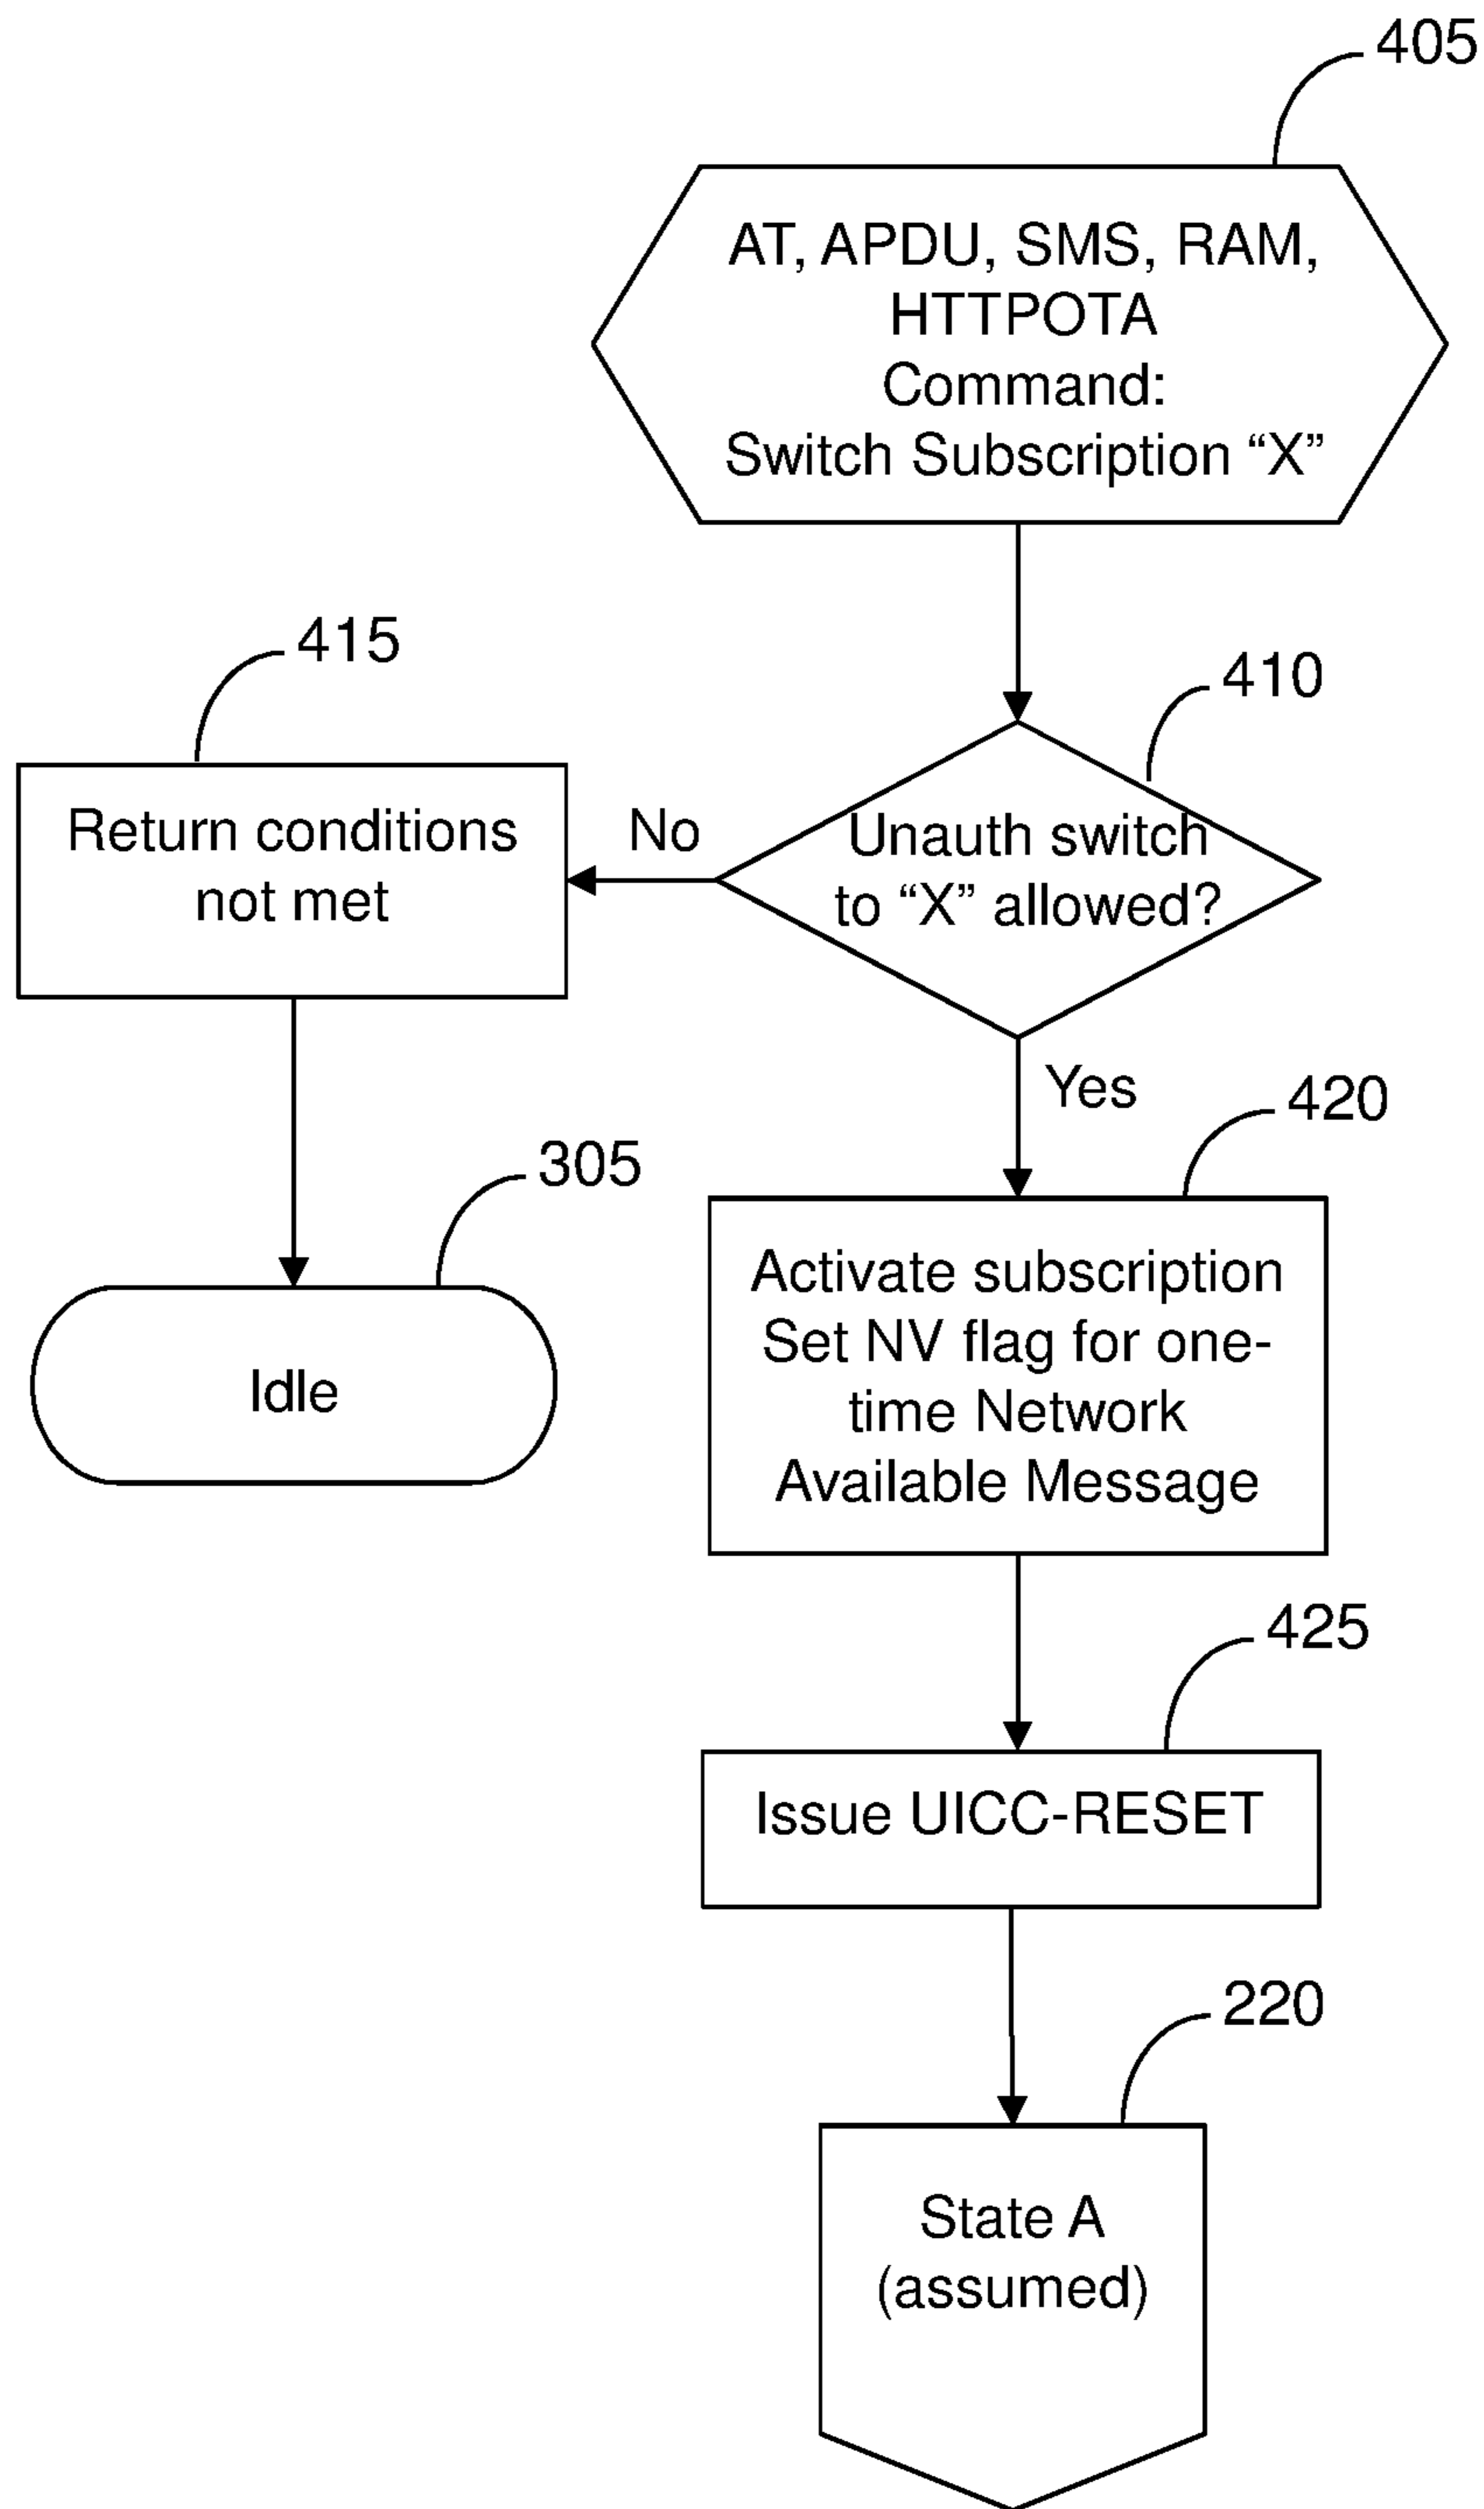 405
AT, APDU, SMS, RAM,
HTTPOTA
Command:
Switch Subscription “X”
415
410
Return conditions
not met
No
Unauth switch
to “X” allowed?
Yes
420
305
Activate subscription
Set NV flag for one-
time Network
Available Message
Idle
425
Issue UICC-RESET
220
State A
(assumed)